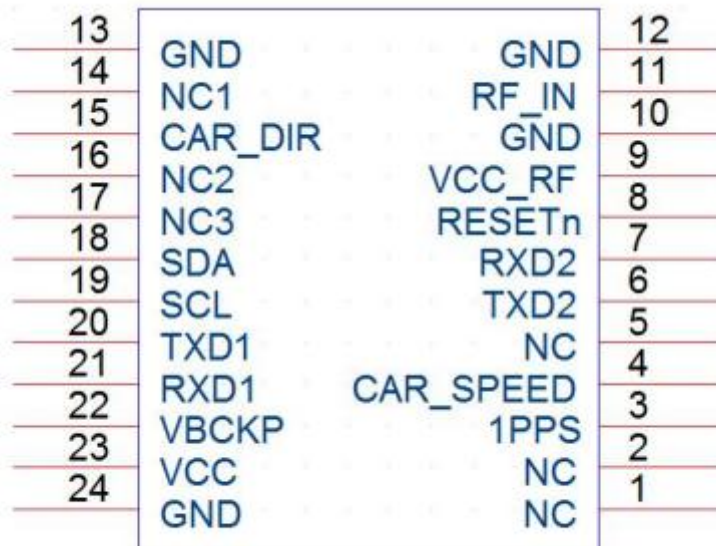 13 GND GND 12
14 NC1 RF_IN 11
15 CAR_DIR GND 10
16 NC2 VCC_RF 9
17 NC3 RESETn 8
18 SDA RXD2 7
19 SCL TXD2 6
20 TXD1 NC 5
21 RXD1 CAR_SPEED 4
22 VBCKP 1PPS 3
23 VCC NC 2
24 GND NC 1